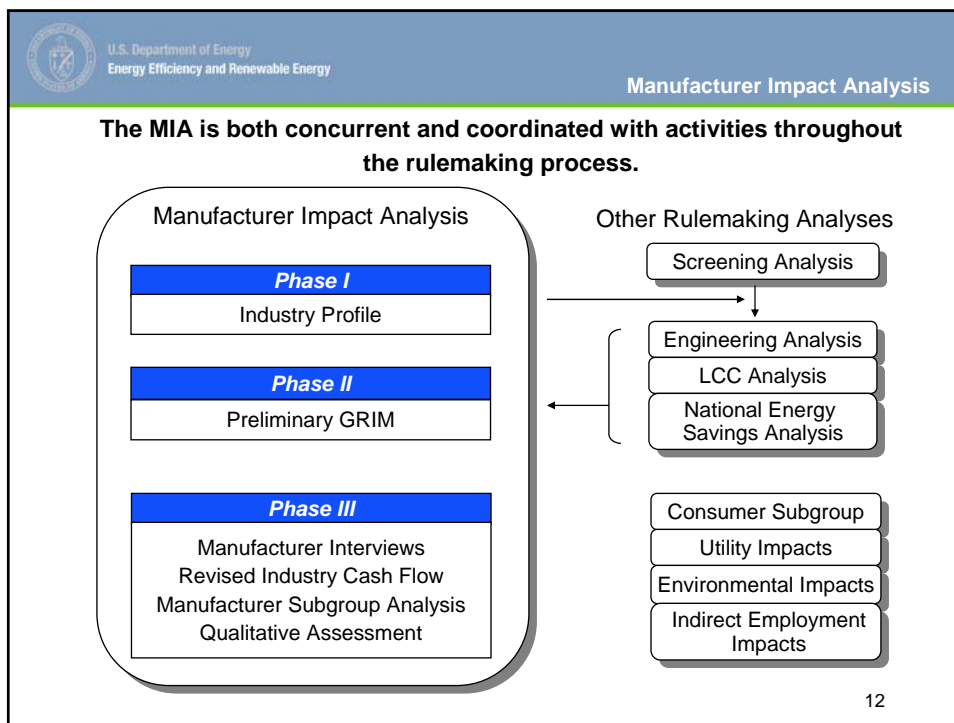 U.S. Department of Energy
Energy Efficiency and Renewable Energy
Manufacturer Impact Analysis
The MIA is both concurrent and coordinated with activities throughout
the rulemaking process.
Manufacturer Impact Analysis
Phase I
Industry Profile
Phase II
Preliminary GRIM
Phase III
Manufacturer Interviews
Revised Industry Cash Flow
Manufacturer Subgroup Analysis
Qualitative Assessment
Other Rulemaking Analyses
Screening Analysis
Engineering Analysis
LCC Analysis
National Energy
Savings Analysis
Consumer Subgroup
Utility Impacts
Environmental Impacts
Indirect Employment
Impacts
12